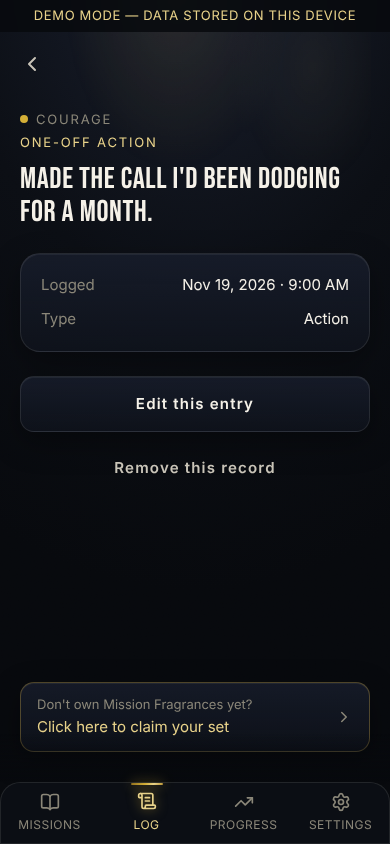 DEMO MODE — DATA STORED ON THIS DEVICE
COURAGE
ONE-OFF ACTION
MADE THE CALL I'D BEEN DODGING
FOR A MONTH.
Logged Nov 19, 2026 · 9:00 AM
Type Action
Edit this entry
Remove this record
Don't own Mission Fragrances yet?
Click here to claim your set
MISSIONS LOG PROGRESS SETTINGS